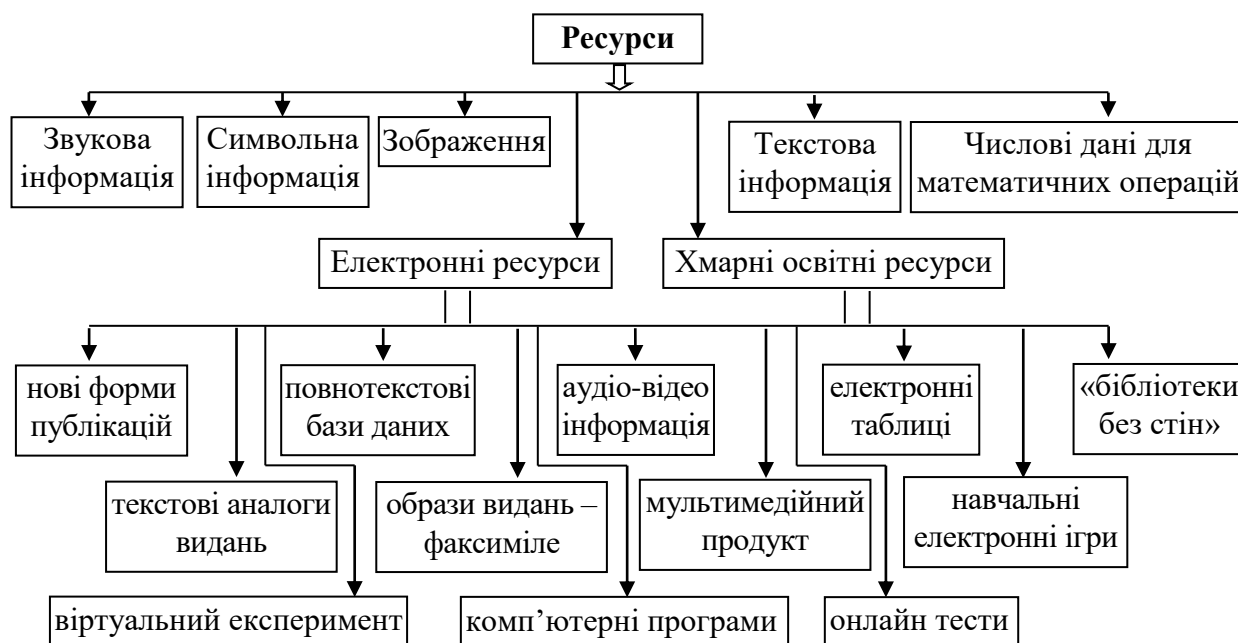 Ресурси
Звукова
інформація
Символьна
інформація
Зображення
Текстова
інформація
Числові дані для
математичних операцій
Електронні ресурси
Хмарні освітні ресурси
нові форми
публікацій
повнотекстові
бази даних
аудіо-відео
інформація
електронні
таблиці
«бібліотеки
без стін»
текстові аналоги
видань
образи видань –
факсиміле
мультимедійний
продукт
навчальні
електронні ігри
віртуальний експеримент
комп’ютерні програми
онлайн тести